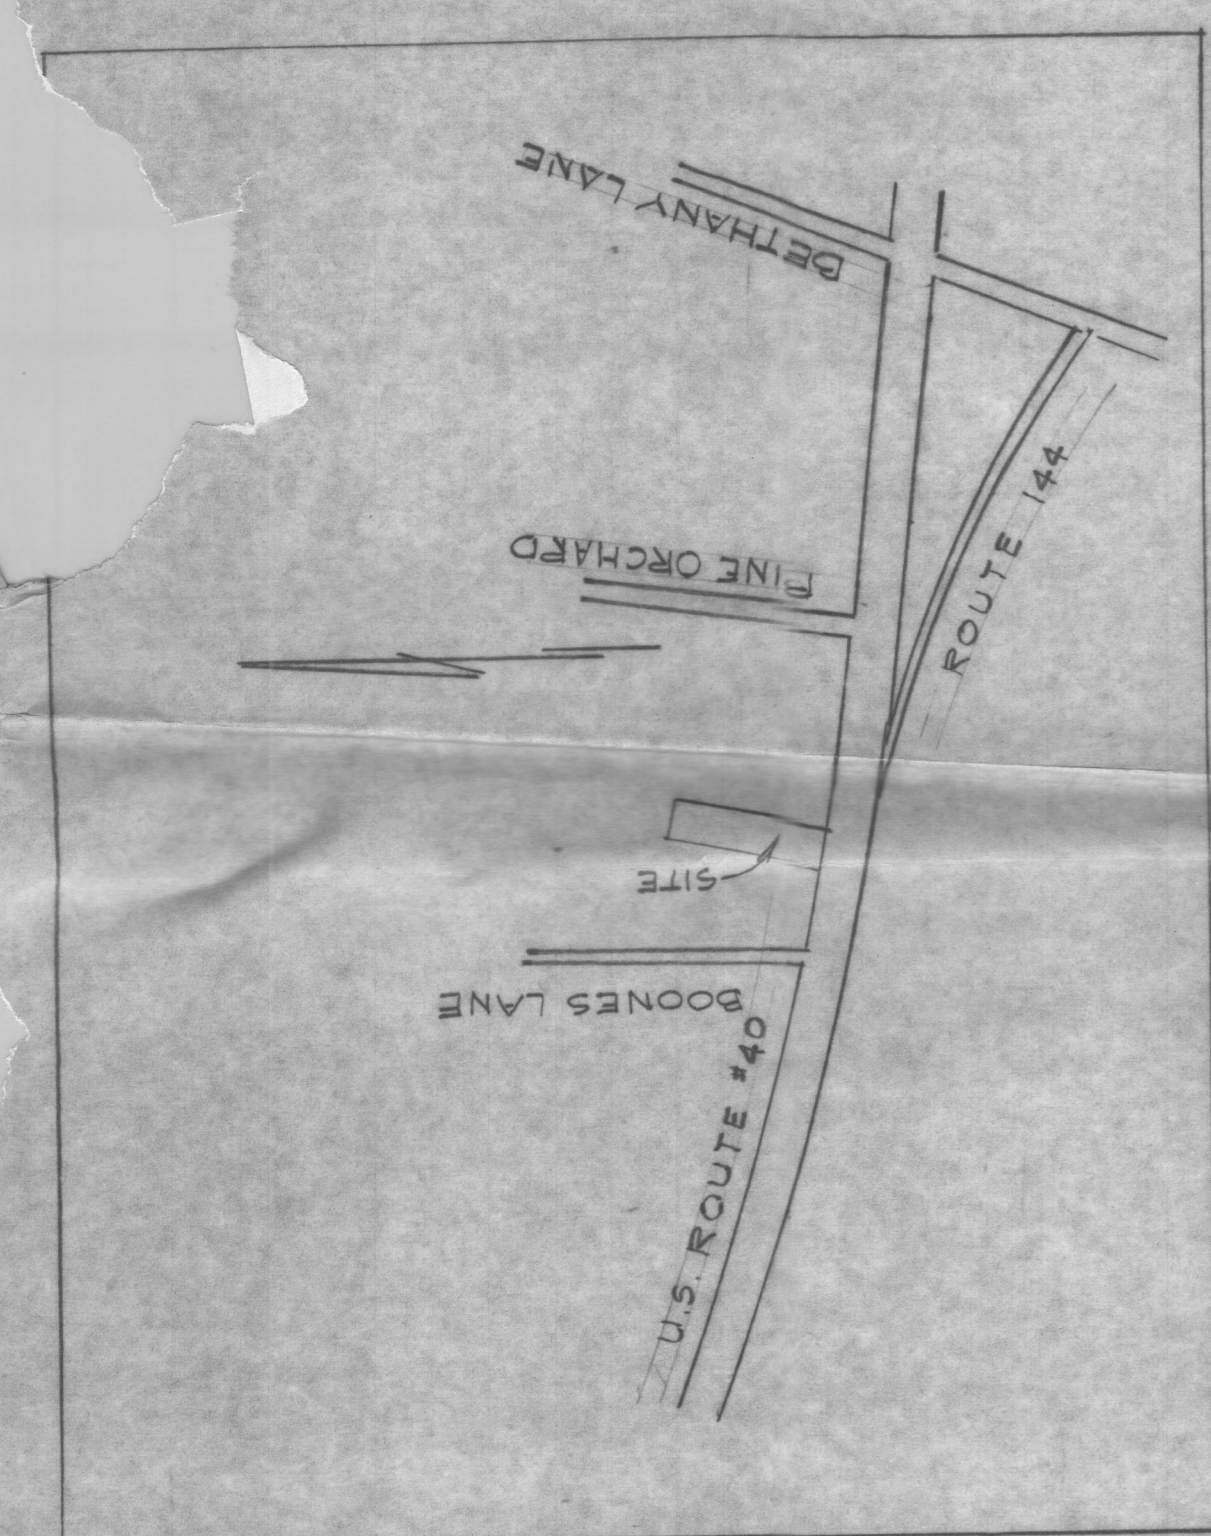 BETHANY LANE
PINE ORCHARD
ROUTE 144
SITE
BOONES LANE
U.S. ROUTE #40